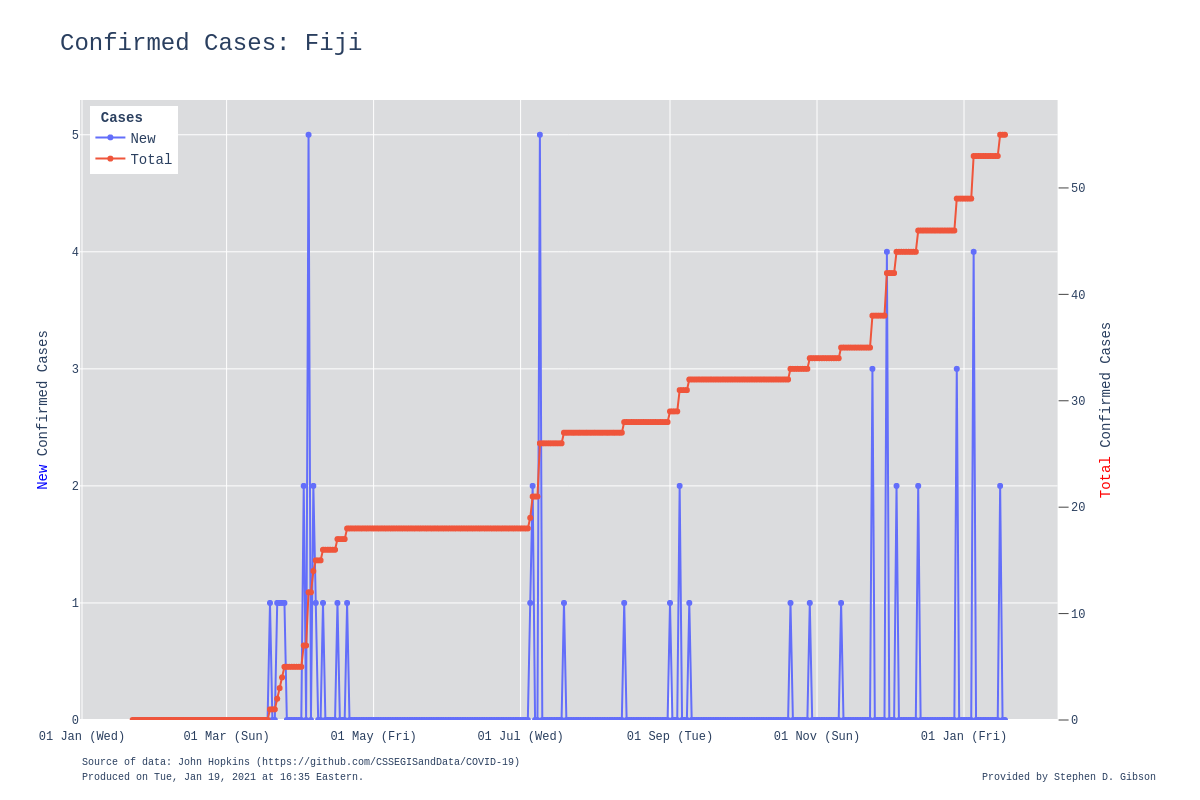 Confirmed Cases: Fiji
Cases
New
Total
5
4
3
2
1
0
New Confirmed Cases
50
40
30
20
10
0
Total Confirmed Cases
01 Jan (Wed) 01 Mar (Sun) 01 May (Fri) 01 Jul (Wed) 01 Sep (Tue) 01 Nov (Sun) 01 Jan (Fri)
Source of data: John Hopkins (https://github.com/CSSEGISandData/COVID-19)
Produced on Tue, Jan 19, 2021 at 16:35 Eastern.
Provided by Stephen D. Gibson